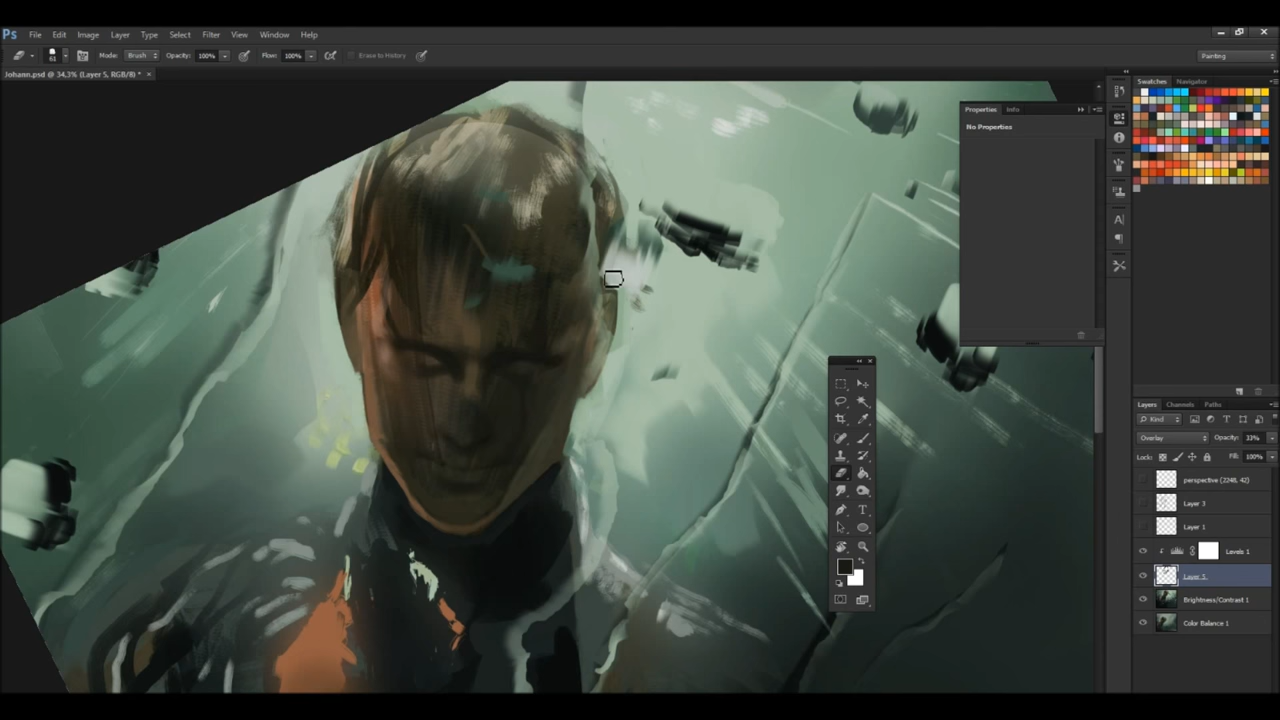 Ps File Edit Image Layer Type Select Filter View Window Help
61 Mode: Brush Opacity: 100% Flow: 100% Erase to History Painting
Johann.psd @ 34,3% (Layer 5, RGB/8) * ×
Swatches Navigator
Properties Info
No Properties
Layers Channels Paths
Kind
Overlay Opacity: 33%
Lock: Fill: 100%
perspective (2248, 42)
Layer 3
Layer 1
Levels 1
Layer 5
Brightness/Contrast 1
Color Balance 1